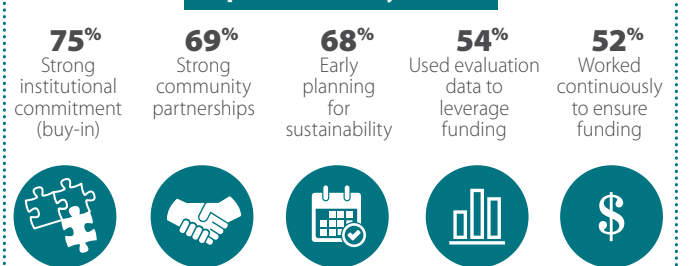 75%
Strong
institutional
commitment
(buy-in)
69%
Strong
community
partnerships
68%
Early
planning
for
sustainability
54%
Used evaluation
data to
leverage
funding
52%
Worked
continuously
to ensure
funding
$